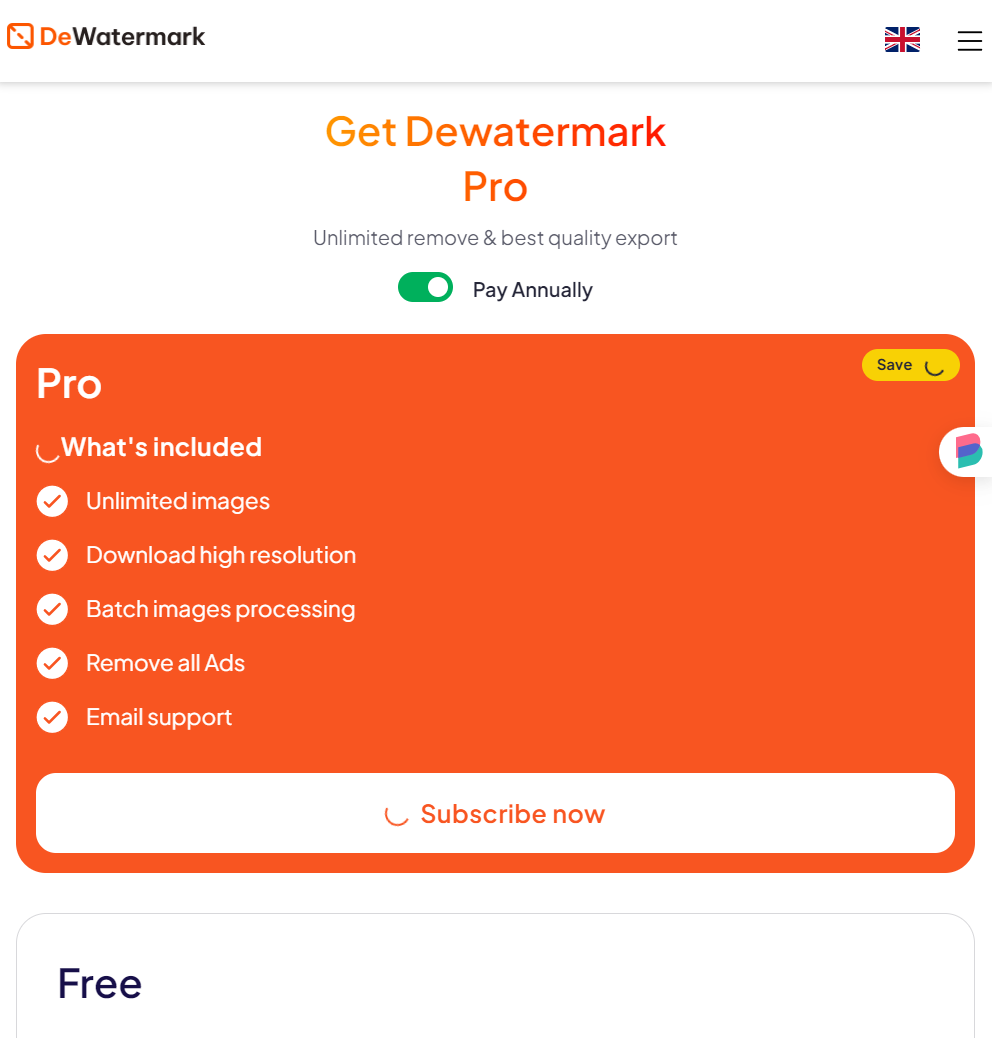 DeWatermark
Get Dewatermark
Pro
Unlimited remove & best quality export
Pay Annually
Pro
Save
What's included
Unlimited images
Download high resolution
Batch images processing
Remove all Ads
Email support
Subscribe now
Free